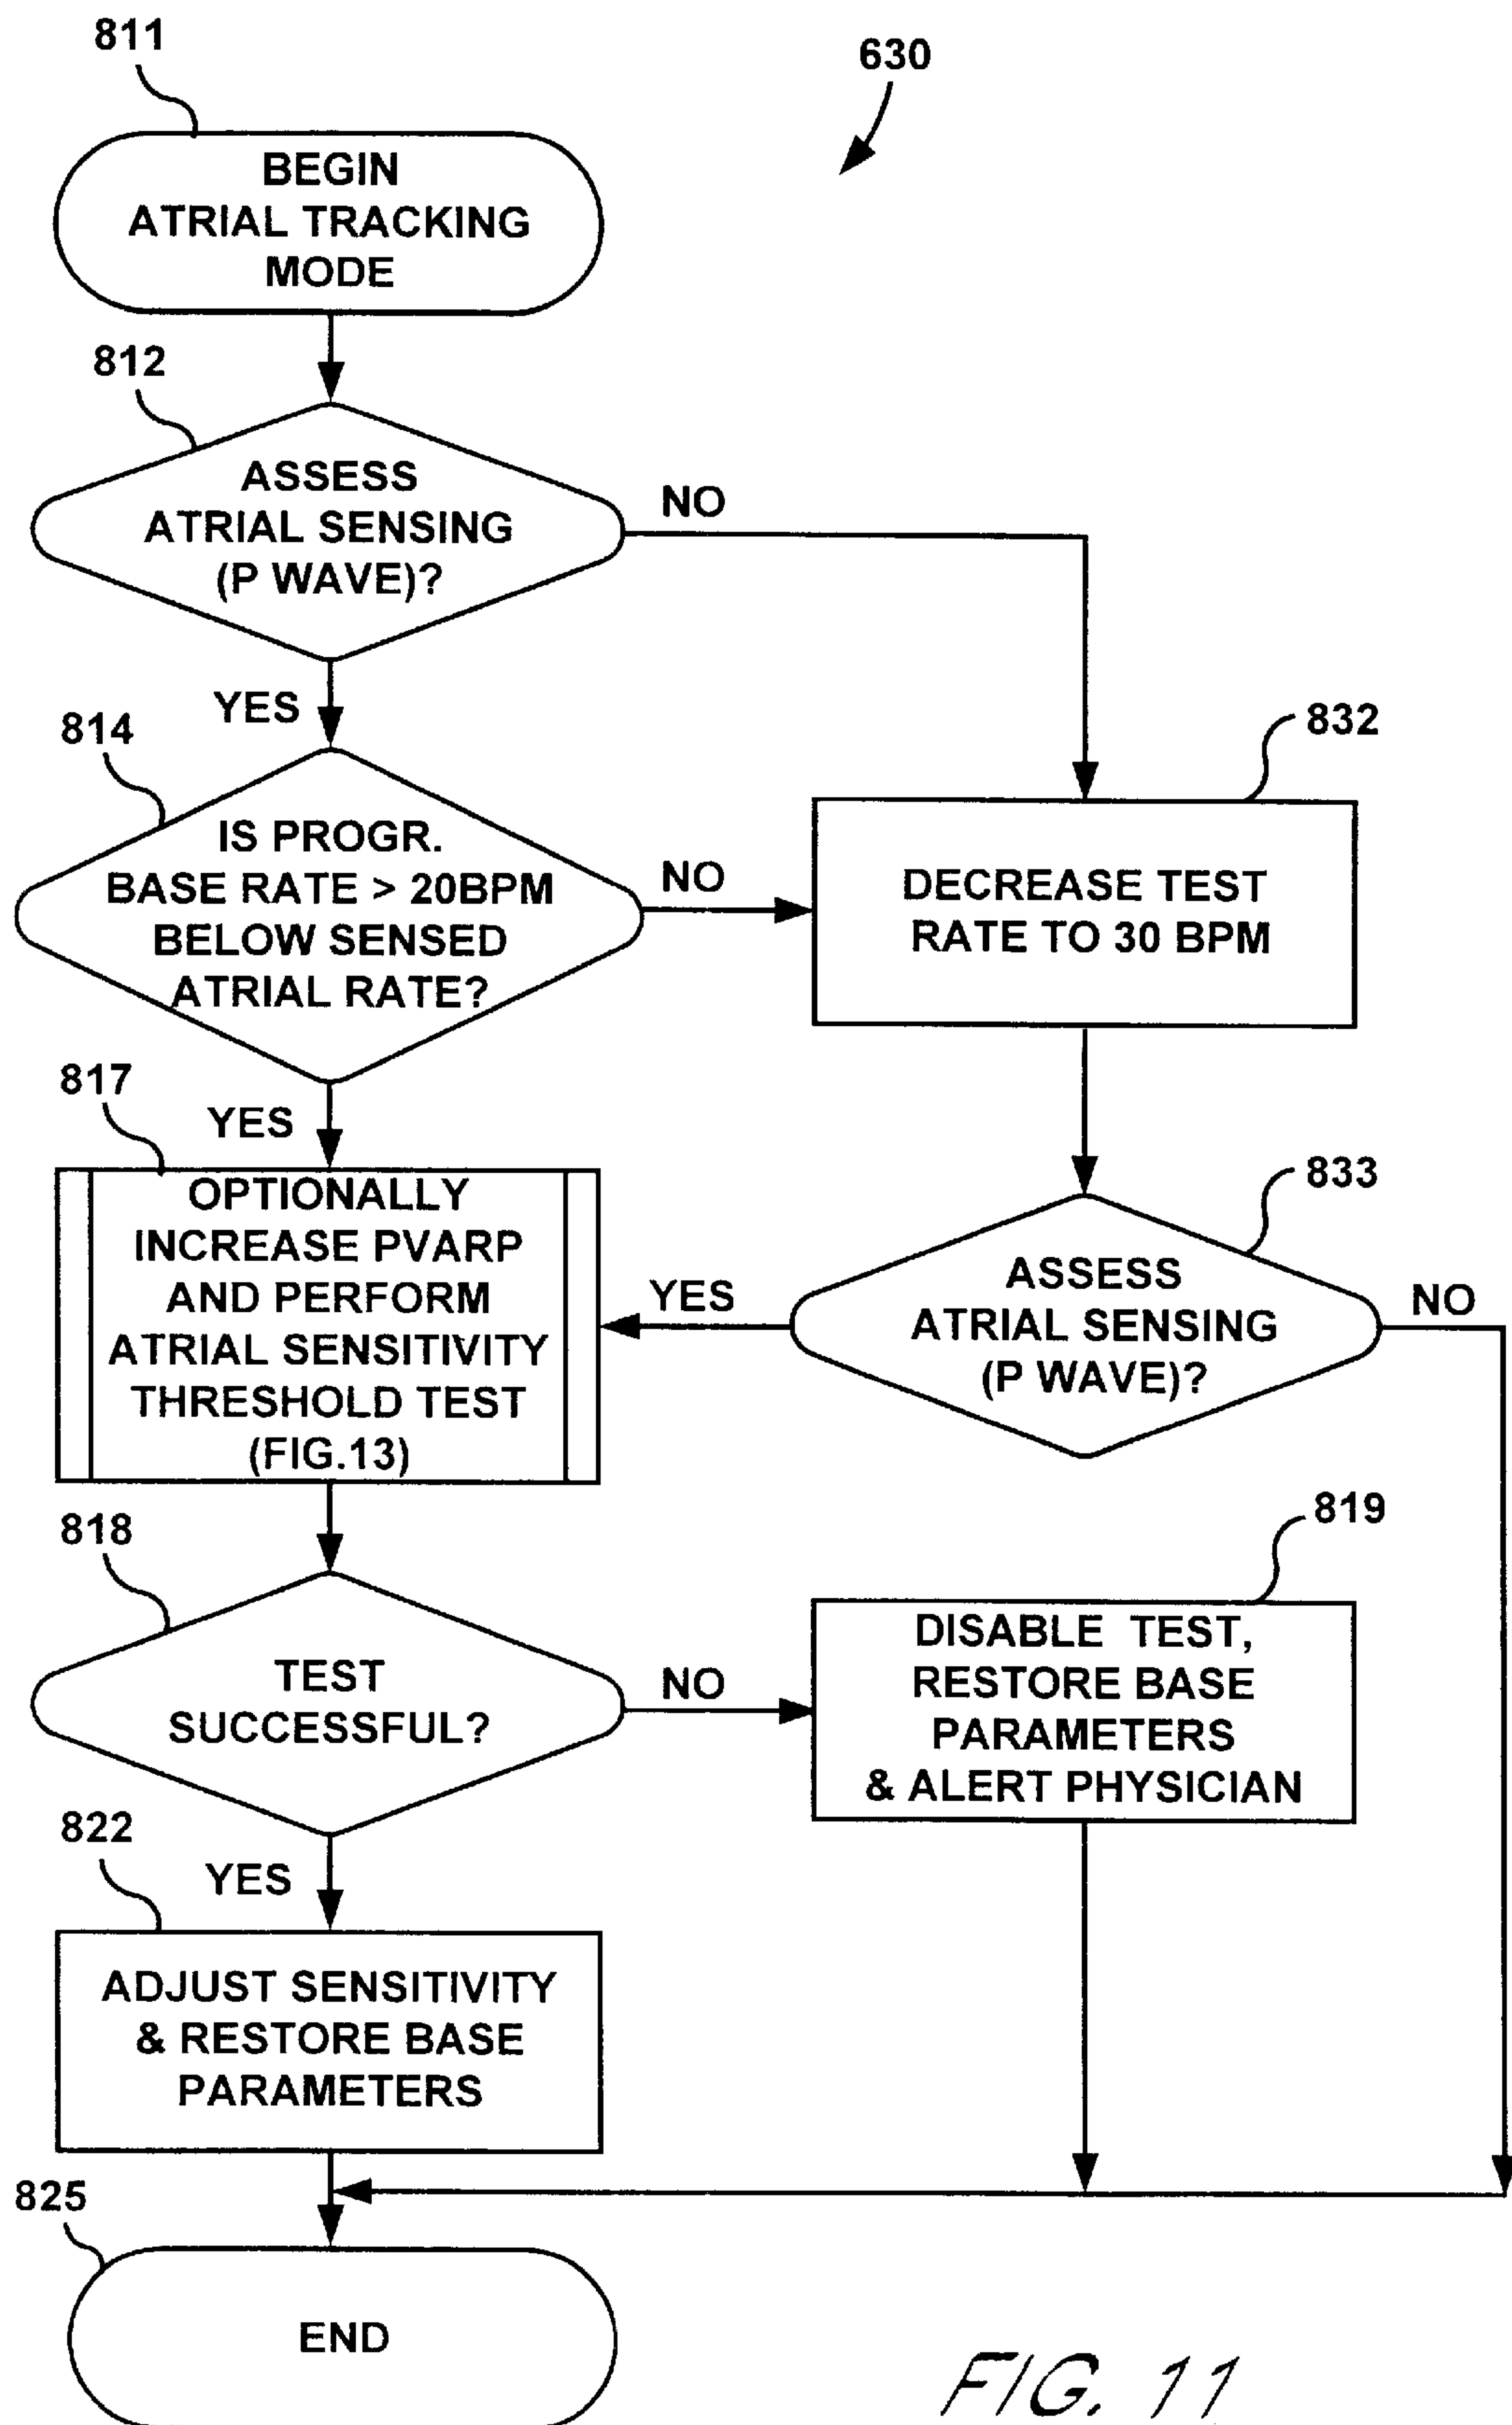 811
630
BEGIN
ATRIAL TRACKING
MODE
812
ASSESS
ATRIAL SENSING
(P WAVE)?
NO
YES
814
832
IS PROGR.
BASE RATE > 20BPM
BELOW SENSED
ATRIAL RATE?
NO
DECREASE TEST
RATE TO 30 BPM
YES
817
833
OPTIONALLY
INCREASE PVARP
AND PERFORM
ATRIAL SENSITIVITY
THRESHOLD TEST
(FIG.13)
YES
ASSESS
ATRIAL SENSING
(P WAVE)?
NO
818
819
TEST
SUCCESSFUL?
NO
DISABLE TEST,
RESTORE BASE
PARAMETERS
& ALERT PHYSICIAN
YES
822
ADJUST SENSITIVITY
& RESTORE BASE
PARAMETERS
825
END
FIG. 11